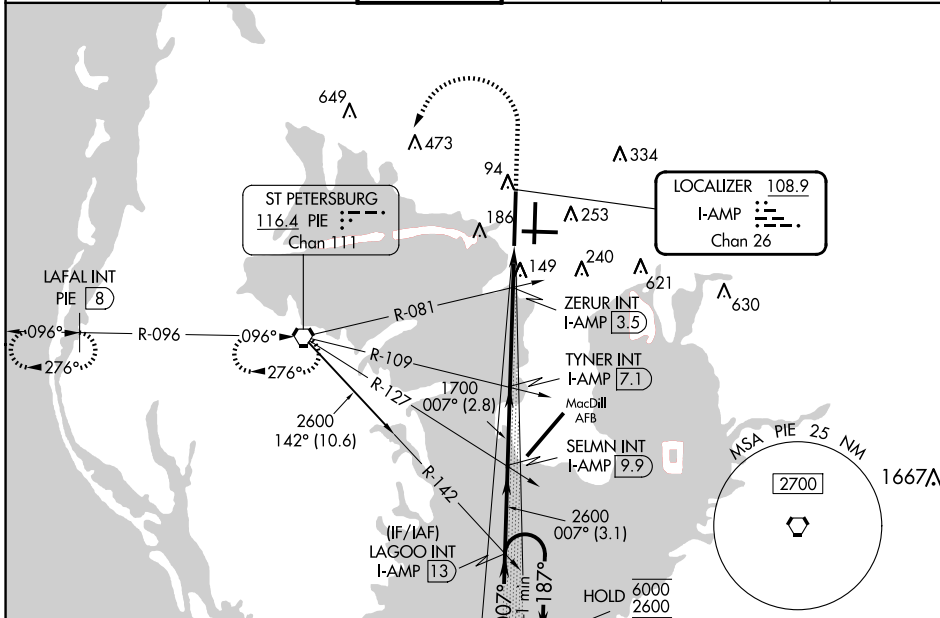 649
473
94
334
ST PETERSBURG
116.4 PIE
Chan 111
LOCALIZER 108.9
I-AMP
Chan 26
186
253
149
240
621
630
LAFAL INT
PIE 8
096°
R-096
096°
276°
276°
R-081
R-109
R-127
R-142
ZERUR INT
I-AMP 3.5
TYNER INT
I-AMP 7.1
1700
007° (2.8)
MacDill
AFB
2600
142° (10.6)
SELMN INT
I-AMP 9.9
MSA PIE 25 NM
2700
1667
2600
007° (3.1)
(IF/IAF)
LAGOO INT
I-AMP 13
007°
1 min
187°
HOLD 6000
2600